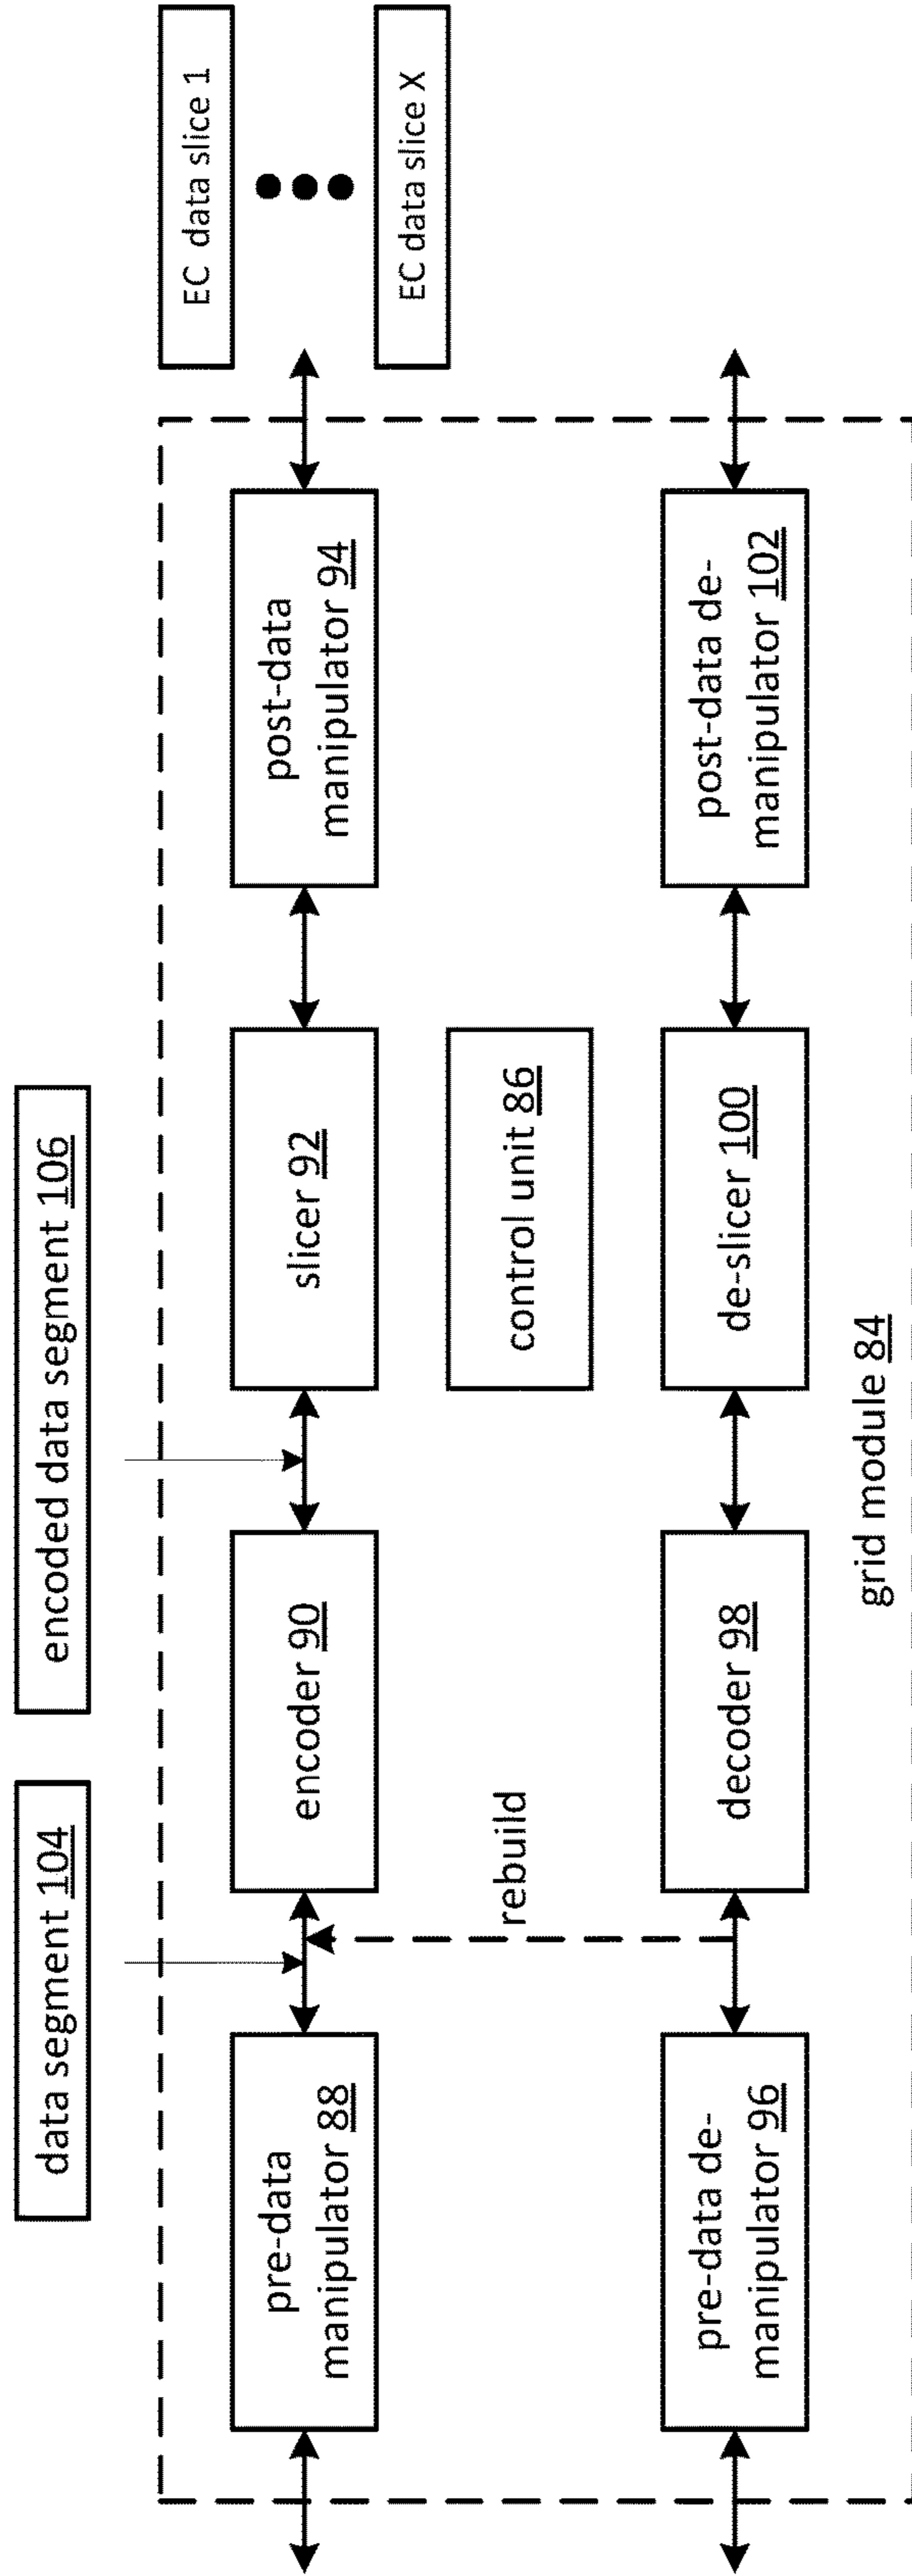 data segment 104
encoded data segment 106
pre-data
manipulator 88
encoder 90
slicer 92
post-data
manipulator 94
EC data slice 1
EC data slice X
rebuild
control unit 86
pre-data de-
manipulator 96
decoder 98
de-slicer 100
post-data de-
manipulator 102
grid module 84